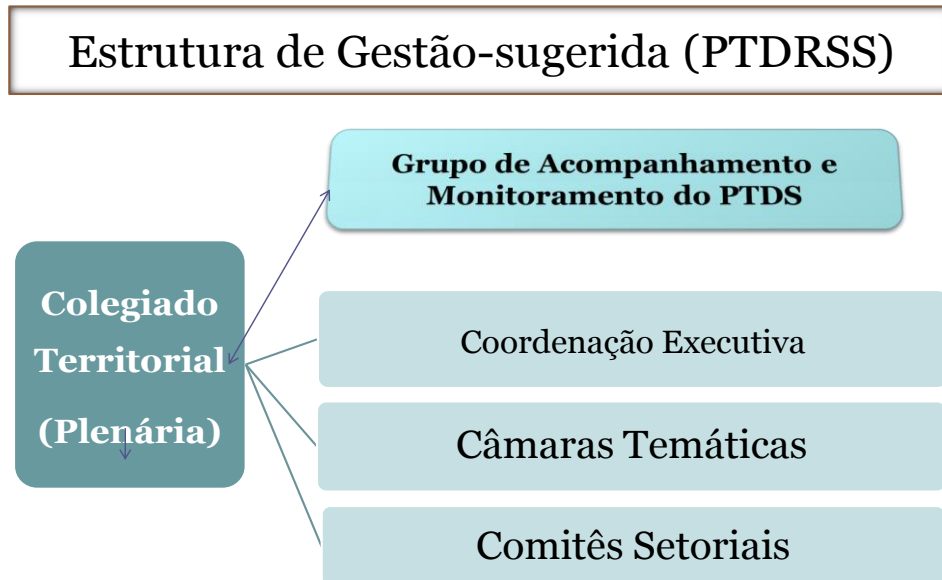 Estrutura de Gestão-sugerida (PTDRSS)
Grupo de Acompanhamento e
Monitoramento do PTDS
Colegiado
Territorial
(Plenária)
Coordenação Executiva
Câmaras Temáticas
Comitês Setoriais